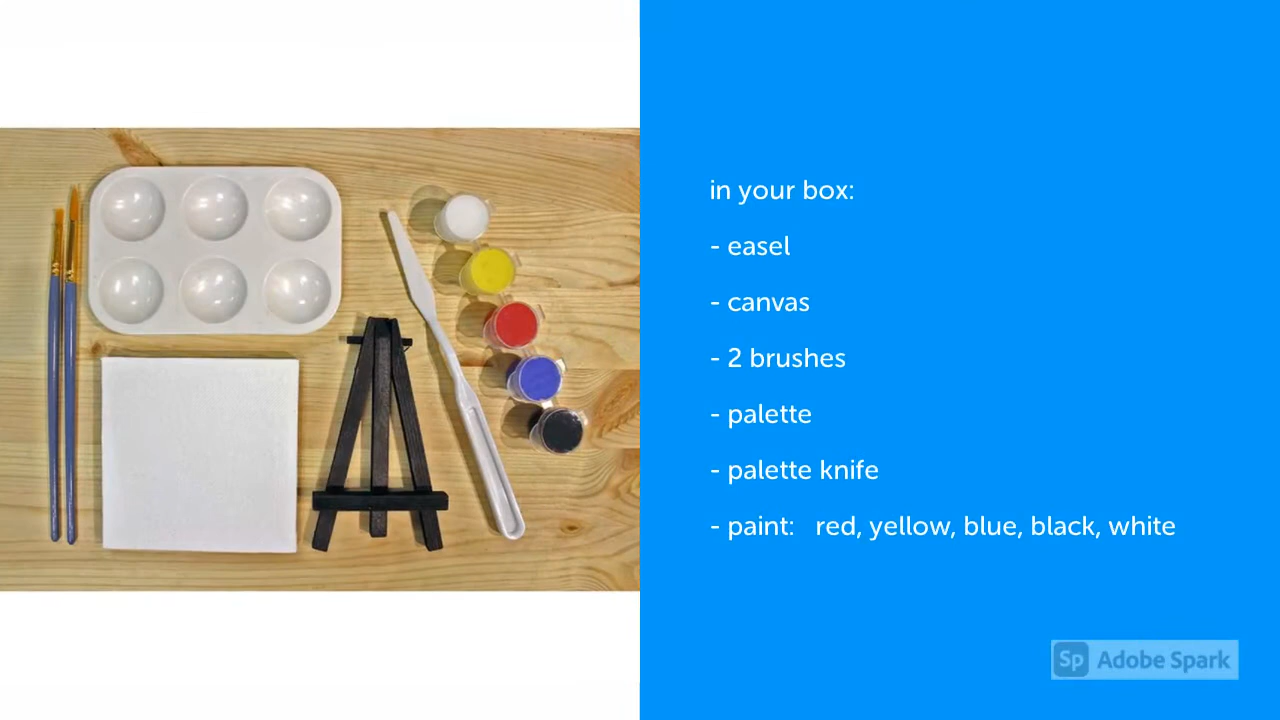 in your box:
- easel
- canvas
- 2 brushes
- palette
- palette knife
- paint:   red, yellow, blue, black, white
Sp Adobe Spark